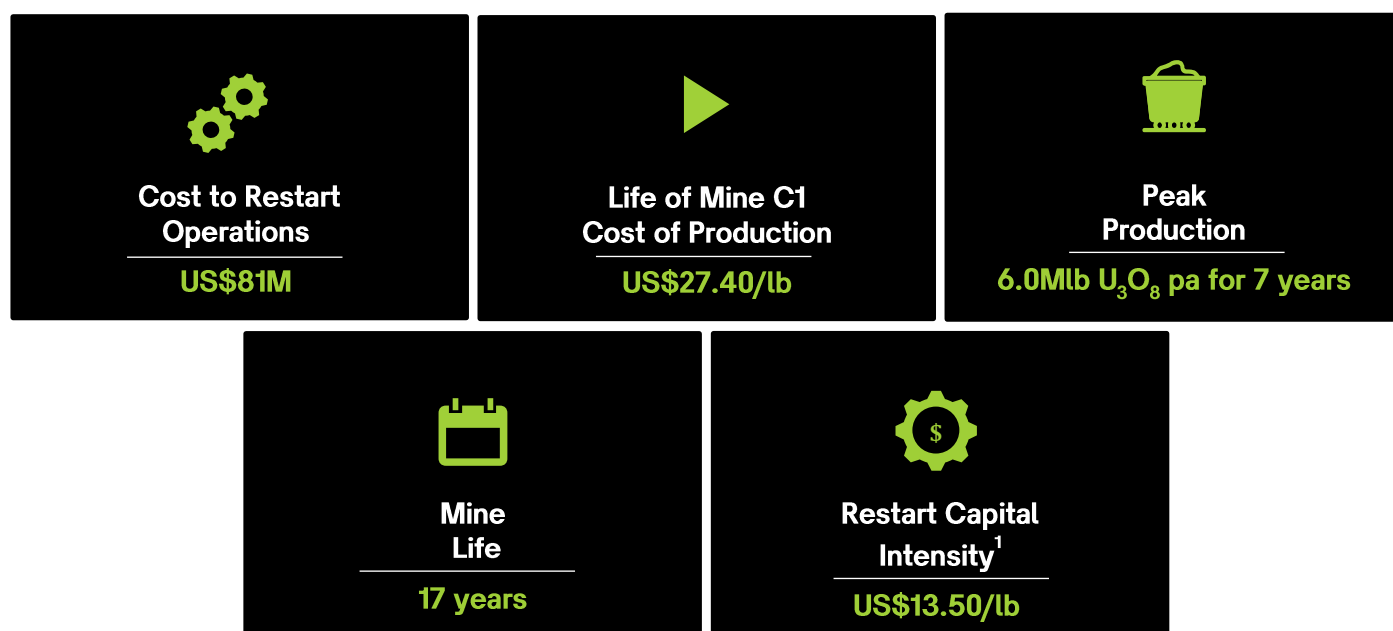 Cost to Restart
Operations
US$81M
Life of Mine C1
Cost of Production
US$27.40/lb
Peak
Production
6.0Mlb U₃O₈ pa for 7 years
Mine
Life
17 years
$
Restart Capital
Intensity¹
US$13.50/lb